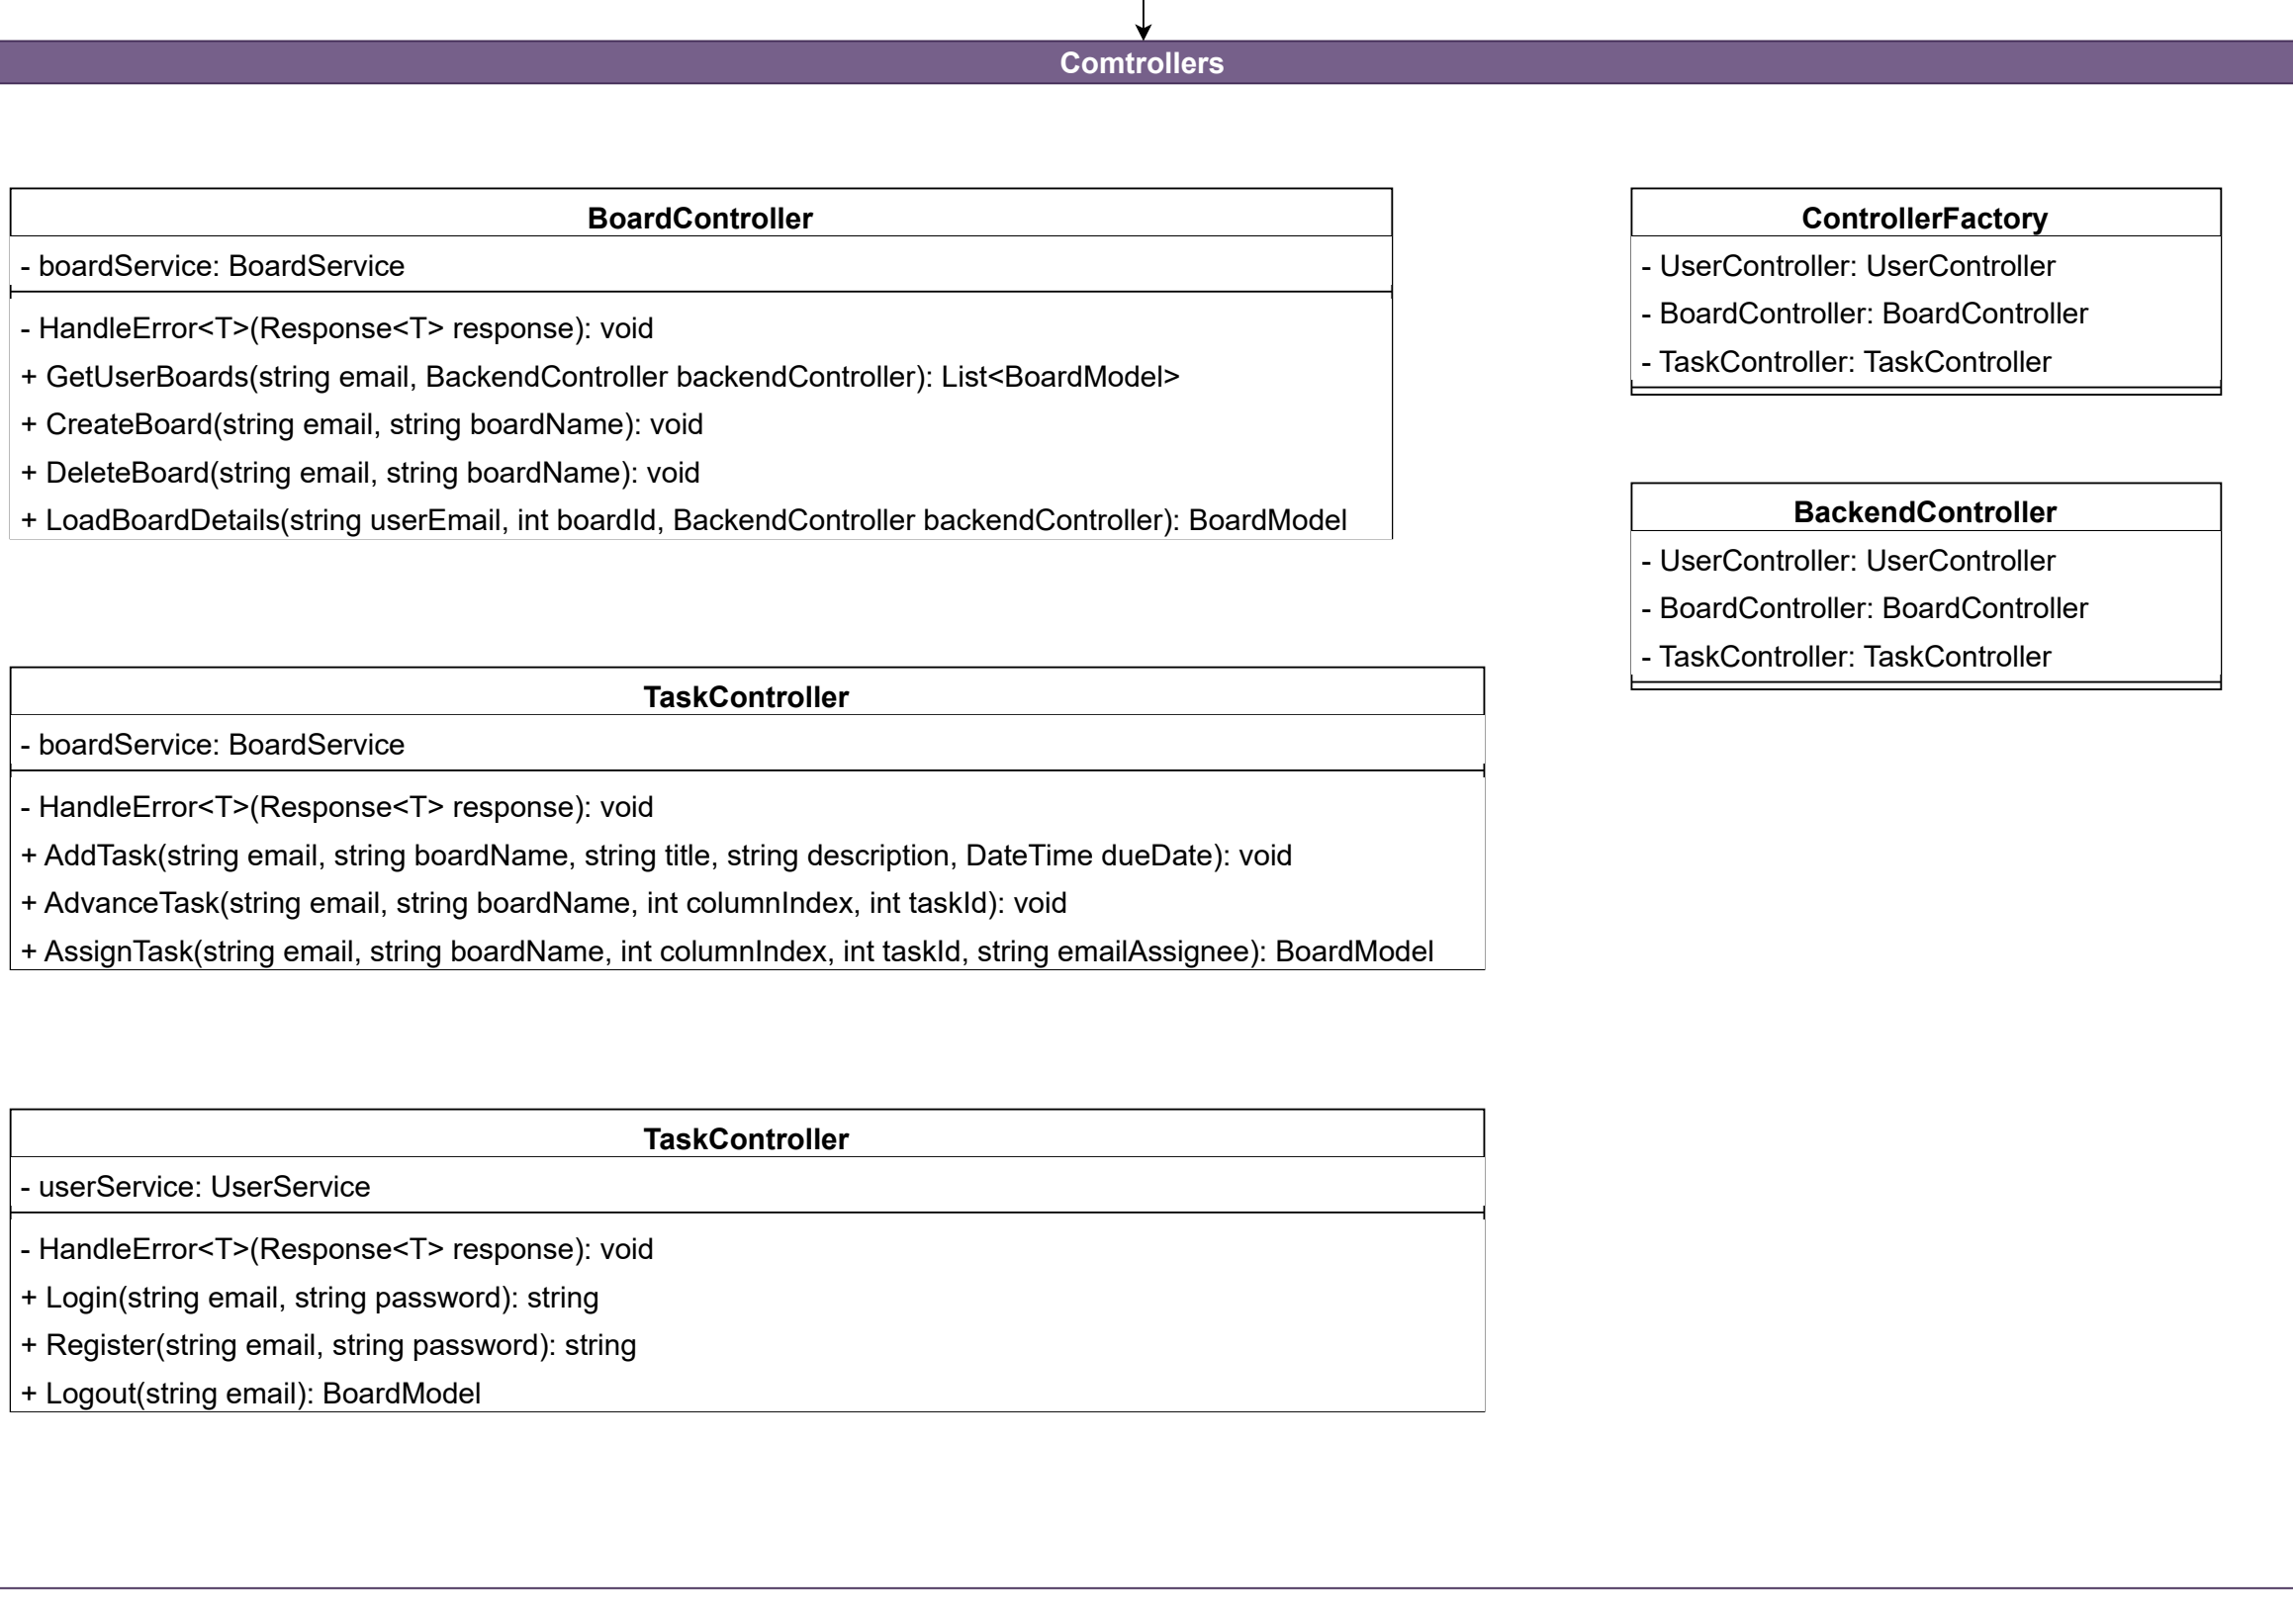 Comtrollers
BoardController
- boardService: BoardService
- HandleError<T>(Response<T> response): void
+ GetUserBoards(string email, BackendController backendController): List<BoardModel>
+ CreateBoard(string email, string boardName): void
+ DeleteBoard(string email, string boardName): void
+ LoadBoardDetails(string userEmail, int boardId, BackendController backendController): BoardModel
ControllerFactory
- UserController: UserController
- BoardController: BoardController
- TaskController: TaskController
BackendController
- UserController: UserController
- BoardController: BoardController
- TaskController: TaskController
TaskController
- boardService: BoardService
- HandleError<T>(Response<T> response): void
+ AddTask(string email, string boardName, string title, string description, DateTime dueDate): void
+ AdvanceTask(string email, string boardName, int columnIndex, int taskId): void
+ AssignTask(string email, string boardName, int columnIndex, int taskId, string emailAssignee): BoardModel
TaskController
- userService: UserService
- HandleError<T>(Response<T> response): void
+ Login(string email, string password): string
+ Register(string email, string password): string
+ Logout(string email): BoardModel